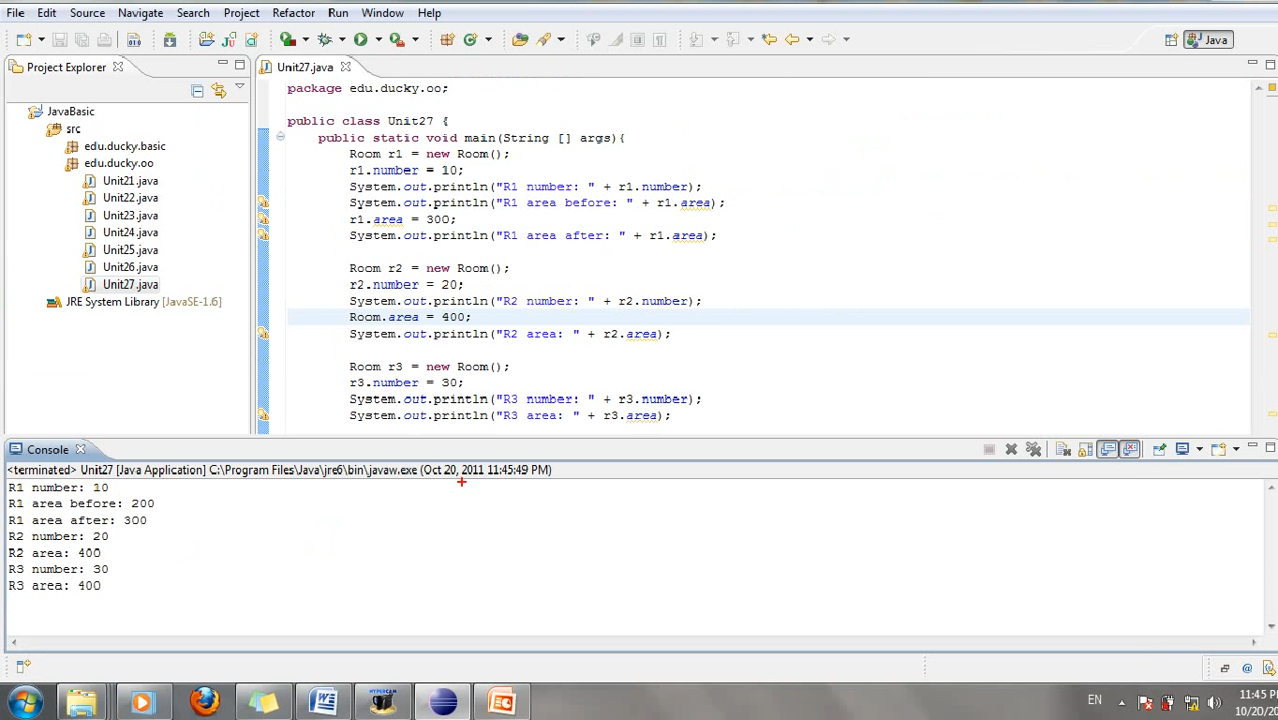 File Edit Source Navigate Search Project Refactor Run Window Help
Java
Project Explorer
Unit27.java
JavaBasic
src
edu.ducky.basic
edu.ducky.oo
Unit21.java
Unit22.java
Unit23.java
Unit24.java
Unit25.java
Unit26.java
Unit27.java
JRE System Library [JavaSE-1.6]
package edu.ducky.oo;
public class Unit27 {
public static void main(String [] args){
Room r1 = new Room();
r1.number = 10;
System.out.println("R1 number: " + r1.number);
System.out.println("R1 area before: " + r1.area);
r1.area = 300;
System.out.println("R1 area after: " + r1.area);
Room r2 = new Room();
r2.number = 20;
System.out.println("R2 number: " + r2.number);
Room.area = 400;
System.out.println("R2 area: " + r2.area);
Room r3 = new Room();
r3.number = 30;
System.out.println("R3 number: " + r3.number);
System.out.println("R3 area: " + r3.area);
Console
<terminated> Unit27 [Java Application] C:\Program Files\Java\jre6\bin\javaw.exe (Oct 20, 2011 11:45:49 PM)
R1 number: 10
R1 area before: 200
R1 area after: 300
R2 number: 20
R2 area: 400
R3 number: 30
R3 area: 400
HYPERCAM
EN
11:45 PM
10/20/20